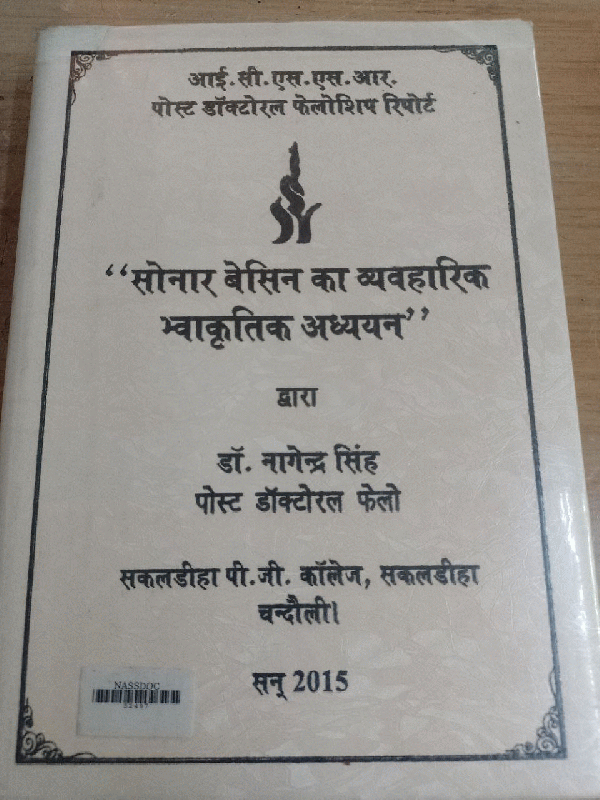 आई.सी.एस.एस.आर.
पोस्ट डॉक्टोरल फेलोशिप रिपोर्ट
“सोनार बेसिन का व्यवहारिक
भ्वाकृतिक अध्ययन”
द्वारा
डॉ. नागेन्द्र सिंह
पोस्ट डॉक्टोरल फेलो
सकलडीहा पी.जी. कॉलेज, सकलडीहा
चन्दौली।
सन् 2015
NASSDOC